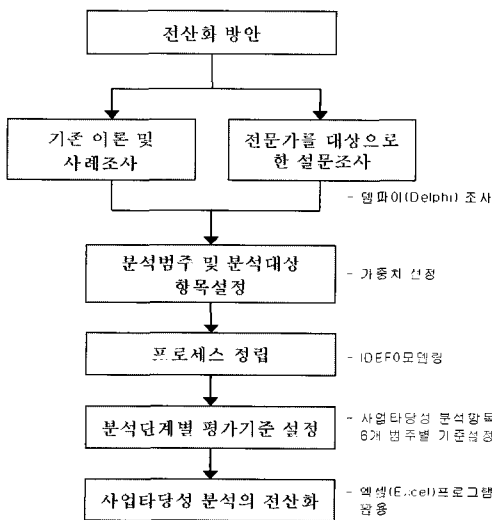 전산화 방안
기존 이론 및
사례조사
전문가를 대상으로
한 설문조사
- 델파이(Delphi) 조사
분석범주 및 분석대상
항목설정
- 가중치 선정
프로세스 정립
- IDEF0모델링
분석단계별 평가기준 설정
- 사업타당성 분석항목
6개 범주별 기준설정
사업타당성 분석의 전산화
- 엑셀(Excel)프로그램
활용